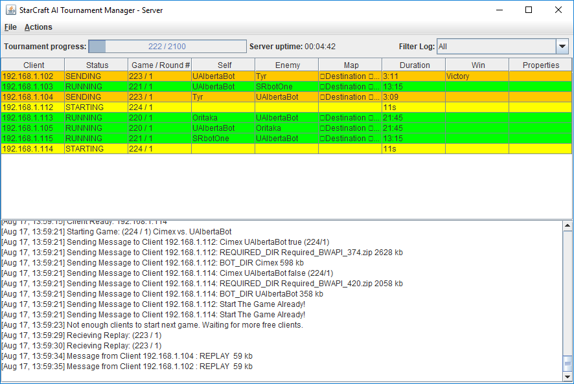 StarCraft AI Tournament Manager - Server
File Actions
Tournament progress: 222 / 2100 Server uptime: 00:04:42 Filter Log: All
Client Status Game / Round # Self Enemy Map Duration Win Properties
192.168.1.102 SENDING 223 / 1 UAlbertaBot Tyr □Destination □... 3:11 Victory
192.168.1.103 RUNNING 221 / 1 UAlbertaBot SRbotOne □Destination □... 13:15
192.168.1.104 SENDING 223 / 1 Tyr UAlbertaBot □Destination □... 3:09
192.168.1.112 STARTING 224 / 1 11s
192.168.1.113 RUNNING 220 / 1 Oritaka UAlbertaBot □Destination □... 21:45
192.168.1.105 RUNNING 220 / 1 UAlbertaBot Oritaka □Destination □... 21:45
192.168.1.115 RUNNING 221 / 1 SRbotOne UAlbertaBot □Destination □... 13:15
192.168.1.114 STARTING 224 / 1 11s
[Aug 17, 13:59:15] Client Ready: 192.168.1.114
[Aug 17, 13:59:21] Starting Game: (224 / 1) Cimex vs. UAlbertaBot
[Aug 17, 13:59:21] Sending Message to Client 192.168.1.112: Cimex UAlbertaBot true (224/1)
[Aug 17, 13:59:21] Sending Message to Client 192.168.1.112: REQUIRED_DIR Required_BWAPI_374.zip 2628 kb
[Aug 17, 13:59:21] Sending Message to Client 192.168.1.112: BOT_DIR Cimex 598 kb
[Aug 17, 13:59:21] Sending Message to Client 192.168.1.114: Cimex UAlbertaBot false (224/1)
[Aug 17, 13:59:21] Sending Message to Client 192.168.1.114: REQUIRED_DIR Required_BWAPI_420.zip 2058 kb
[Aug 17, 13:59:21] Sending Message to Client 192.168.1.114: BOT_DIR UAlbertaBot 358 kb
[Aug 17, 13:59:21] Sending Message to Client 192.168.1.112: Start The Game Already!
[Aug 17, 13:59:21] Sending Message to Client 192.168.1.114: Start The Game Already!
[Aug 17, 13:59:23] Not enough clients to start next game. Waiting for more free clients.
[Aug 17, 13:59:29] Recieving Replay: (223 / 1)
[Aug 17, 13:59:30] Recieving Replay: (223 / 1)
[Aug 17, 13:59:34] Message from Client 192.168.1.104 : REPLAY 59 kb
[Aug 17, 13:59:35] Message from Client 192.168.1.102 : REPLAY 59 kb